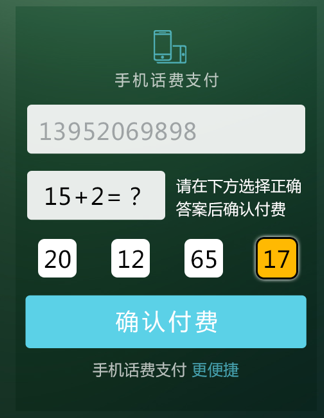 手机话费支付
13952069898
15+2= ?
请在下方选择正确
答案后确认付费
20 12 65 17
确认付费
手机话费支付 更便捷